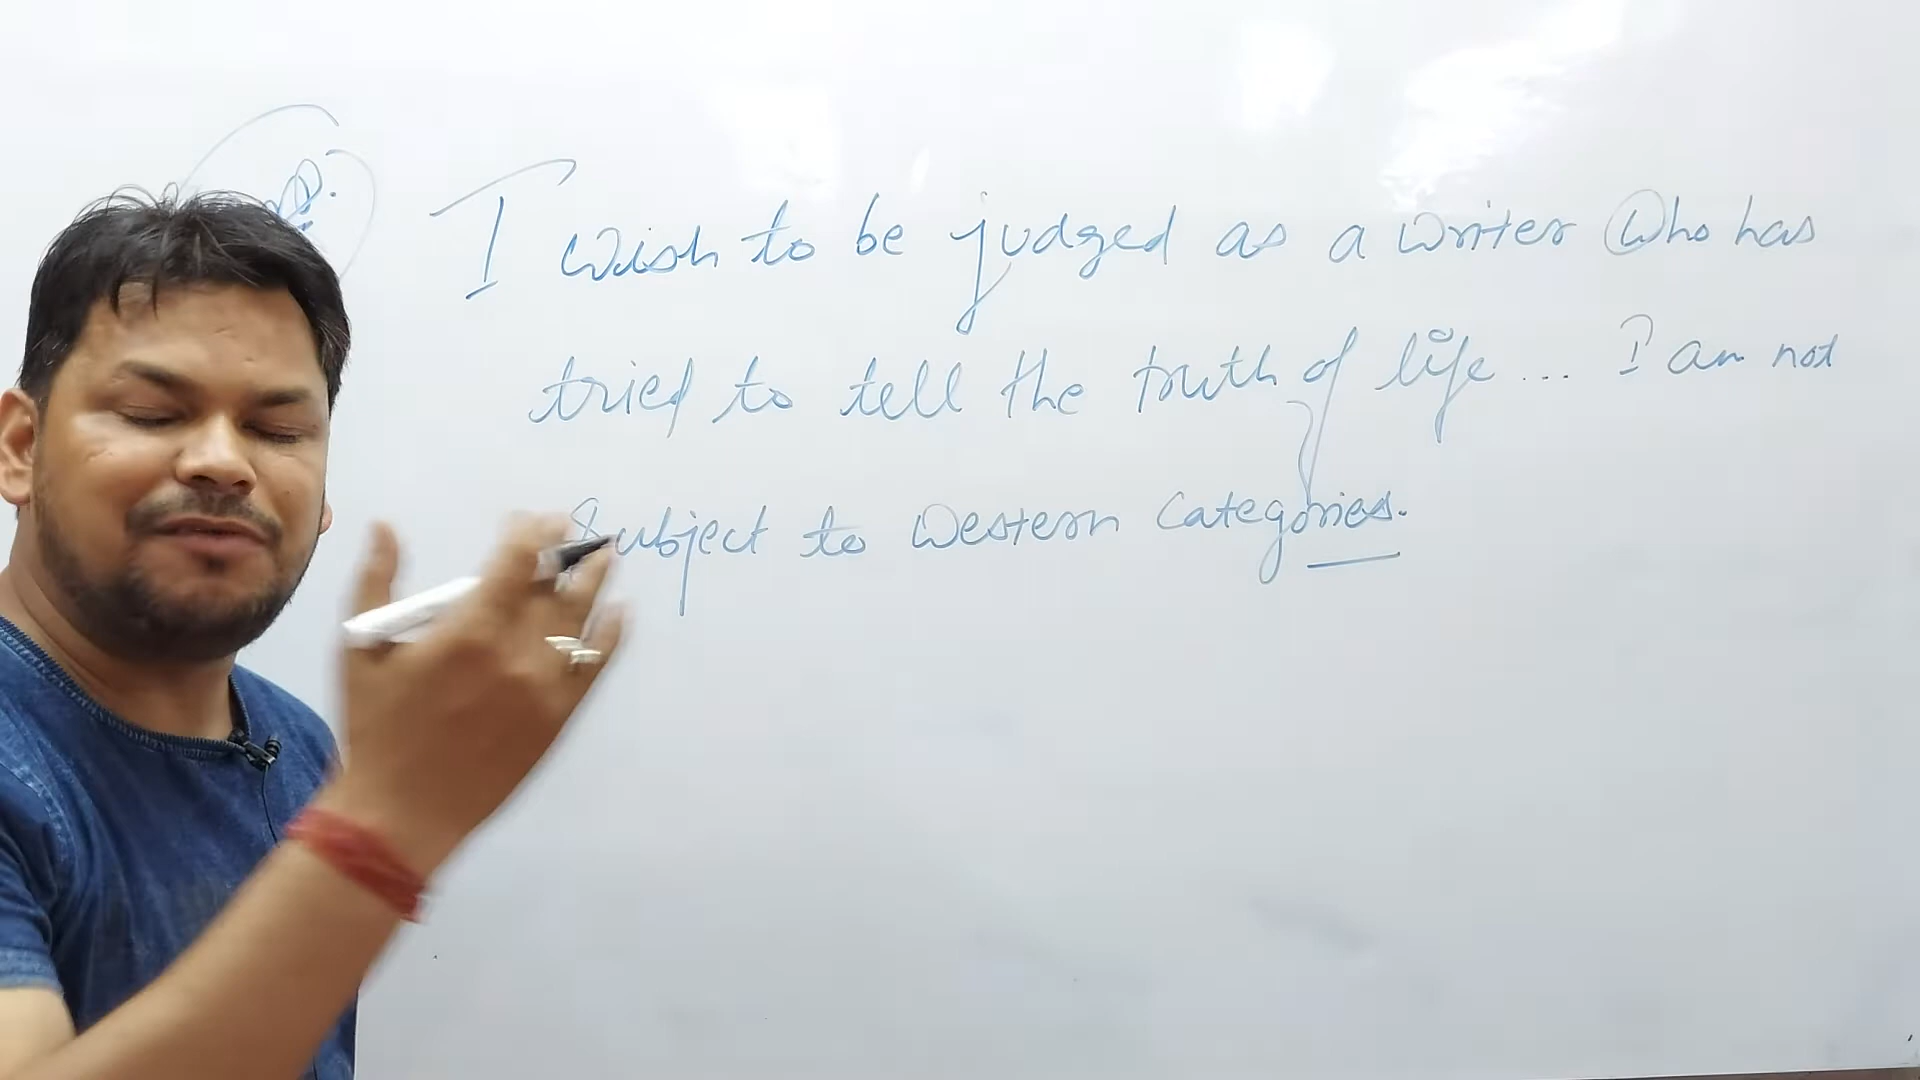 I wish to be judged as a writer who has
tried to tell the truth of life ... I am not
Subject to Western Categories.